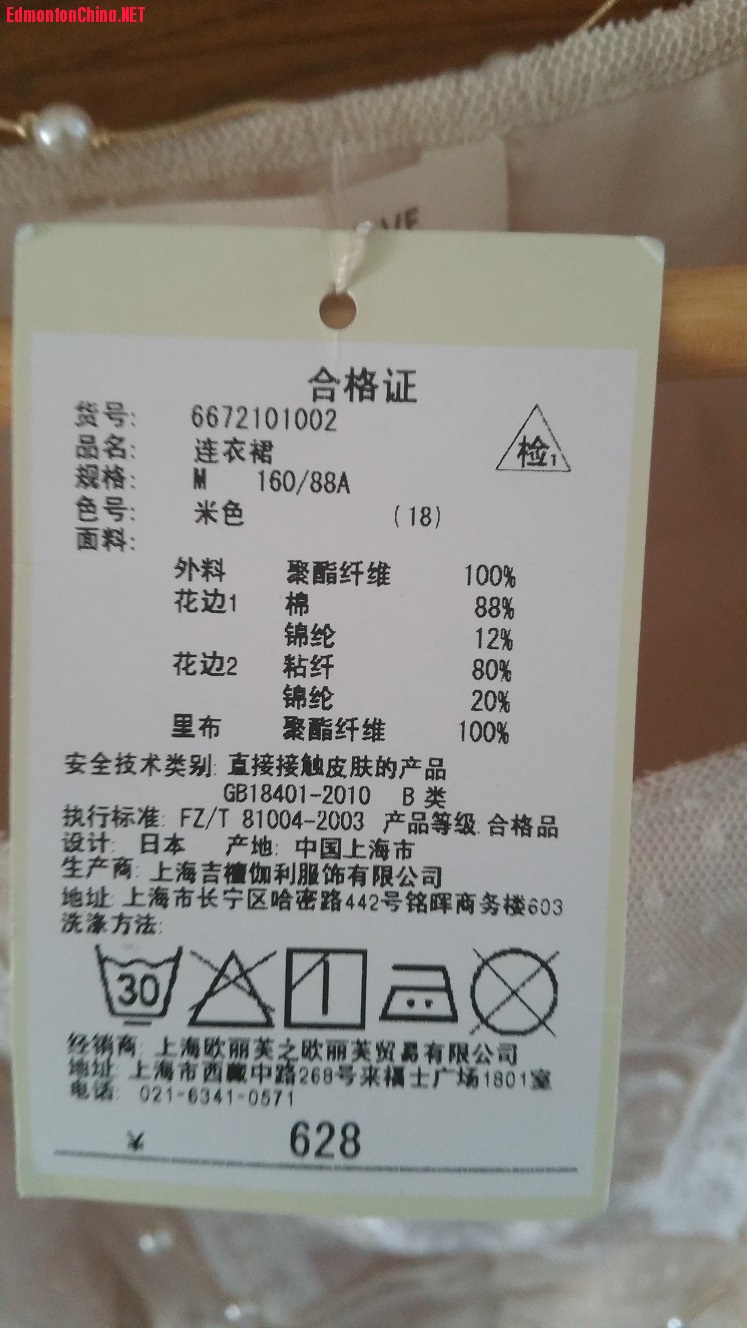 EdmontonChina.NET
VE
合格证
货号: 6672101002
品名: 连衣裙
检1
规格: M 160/88A
色号: 米色 (18)
面料:
外料 聚酯纤维 100%
花边1 棉 88%
锦纶 12%
花边2 粘纤 80%
锦纶 20%
里布 聚酯纤维 100%
安全技术类别: 直接接触皮肤的产品
GB18401-2010 B 类
执行标准: FZ/T 81004-2003 产品等级:合格品
设计: 日本 产地: 中国上海市
生产商: 上海吉檀伽利服饰有限公司
地址: 上海市长宁区哈密路442号铭晖商务楼603
洗涤方法:
30
经销商: 上海欧丽芙之欧丽芙贸易有限公司
地址: 上海市西藏中路268号来福士广场1801室
电话: 021-6341-0571
628